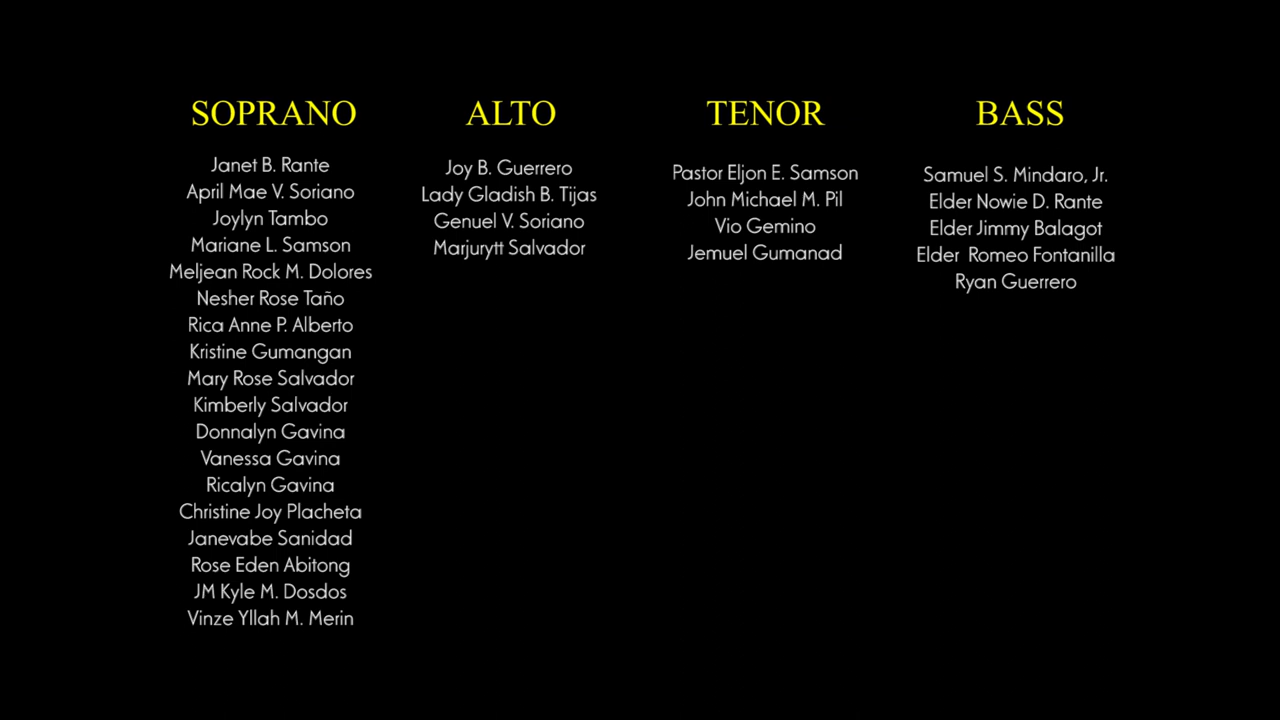 SOPRANO
Janet B. Rante
April Mae V. Soriano
Joylyn Tambo
Mariane L. Samson
Meljean Rock M. Dolores
Nesher Rose Taño
Rica Anne P. Alberto
Kristine Gumangan
Mary Rose Salvador
Kimberly Salvador
Donnalyn Gavina
Vanessa Gavina
Ricalyn Gavina
Christine Joy Placheta
Janevabe Sanidad
Rose Eden Abitong
JM Kyle M. Dosdos
Vinze Yllah M. Merin
ALTO
Joy B. Guerrero
Lady Gladish B. Tijas
Genuel V. Soriano
Marjurytt Salvador
TENOR
Pastor Eljon E. Samson
John Michael M. Pil
Vio Gemino
Jemuel Gumanad
BASS
Samuel S. Mindaro, Jr.
Elder Nowie D. Rante
Elder Jimmy Balagot
Elder Romeo Fontanilla
Ryan Guerrero